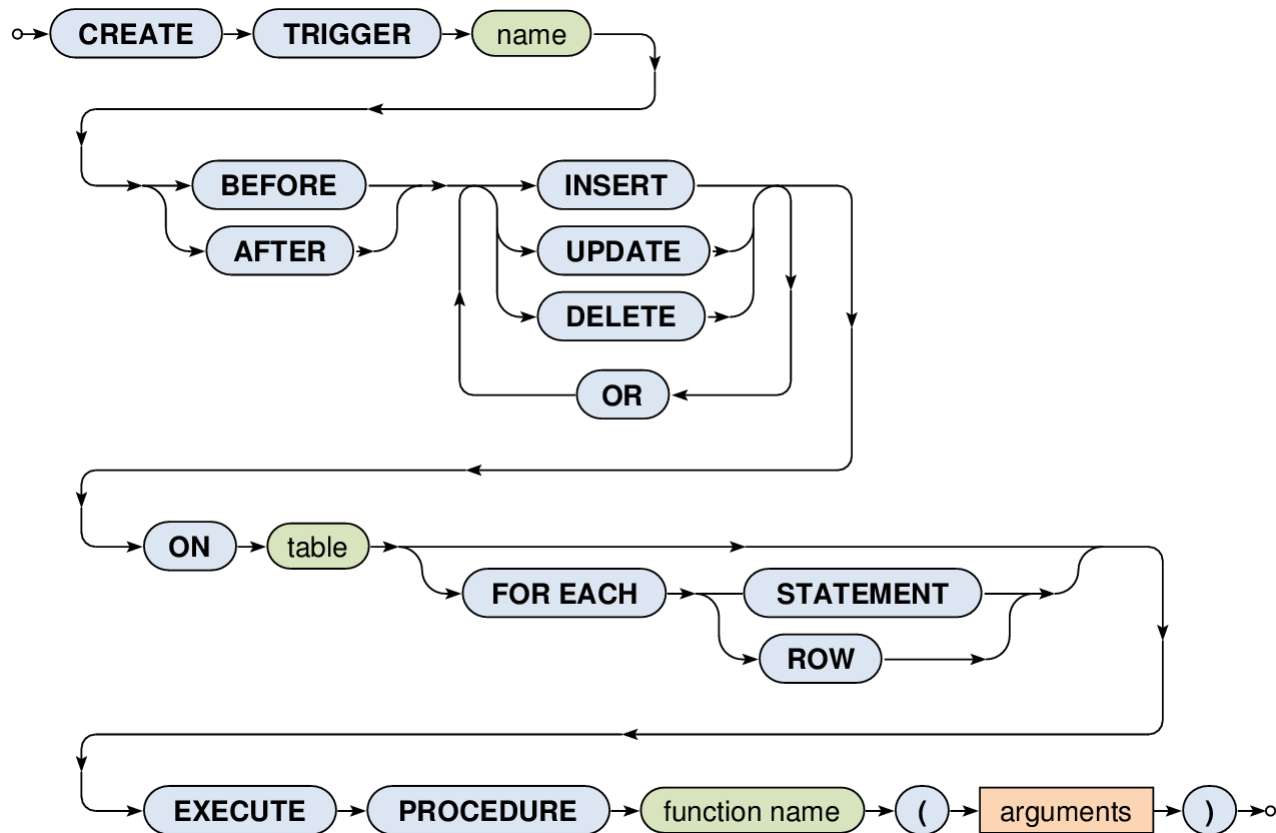 CREATE TRIGGER name
BEFORE INSERT
AFTER UPDATE
DELETE
OR
ON table
FOR EACH STATEMENT
ROW
EXECUTE PROCEDURE function name ( arguments )